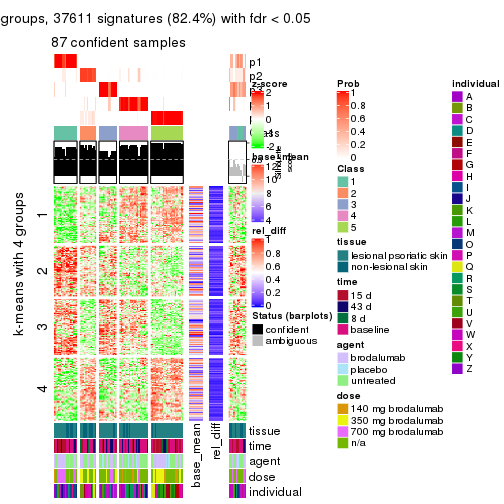 groups, 37611 signatures (82.4%) with fdr < 0.05
87 confident samples
p1
p2
z-score
2
1
-1
-2
base_mean
12
10
8
6
4
rel_diff
1
0.8
0.6
0.4
0.2
0
Status (barplots)
confident
ambiguous
k-means with 4 groups
1
2
3
4
base_mean
rel_diff
tissue
time
agent
dose
individual
Prob
1
0.8
0.6
0.4
0.2
0
Class
1
2
3
4
5
tissue
lesional psoriatic skin
non-lesional skin
time
15 d
43 d
8 d
baseline
agent
brodalumab
placebo
untreated
dose
140 mg brodalumab
350 mg brodalumab
700 mg brodalumab
n/a
individual
A
B
C
D
E
F
G
H
I
J
K
L
M
O
P
Q
R
S
T
U
V
W
X
Y
Z